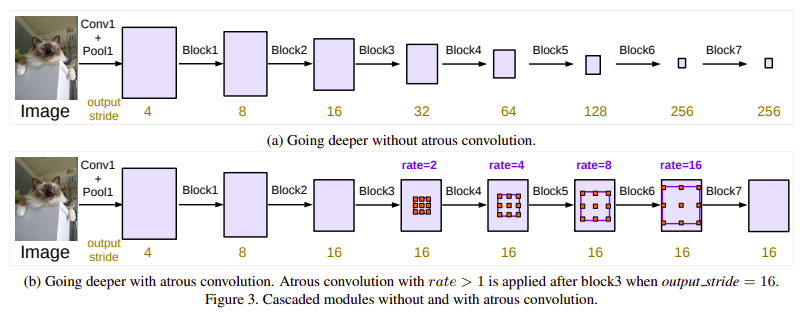 Conv1
+
Pool1
Block1 Block2 Block3 Block4 Block5 Block6 Block7
Image
output
stride
4 8 16 32 64 128 256 256
(a) Going deeper without atrous convolution.
rate=2 rate=4 rate=8 rate=16
Conv1
+
Pool1
Block1 Block2 Block3 Block4 Block5 Block6 Block7
Image
output
stride
4 8 16 16 16 16 16 16
(b) Going deeper with atrous convolution. Atrous convolution with rate > 1 is applied after block3 when output_stride = 16.
Figure 3. Cascaded modules without and with atrous convolution.